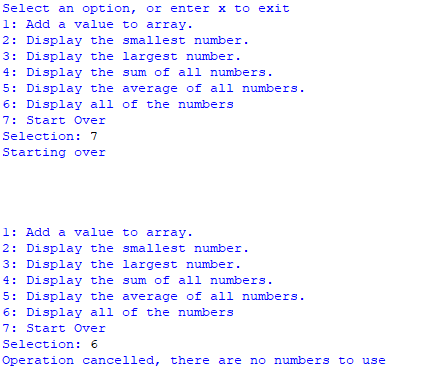 Select an option, or enter x to exit
1: Add a value to array.
2: Display the smallest number.
3: Display the largest number.
4: Display the sum of all numbers.
5: Display the average of all numbers.
6: Display all of the numbers
7: Start Over
Selection: 7
Starting over
1: Add a value to array.
2: Display the smallest number.
3: Display the largest number.
4: Display the sum of all numbers.
5: Display the average of all numbers.
6: Display all of the numbers
7: Start Over
Selection: 6
Operation cancelled, there are no numbers to use